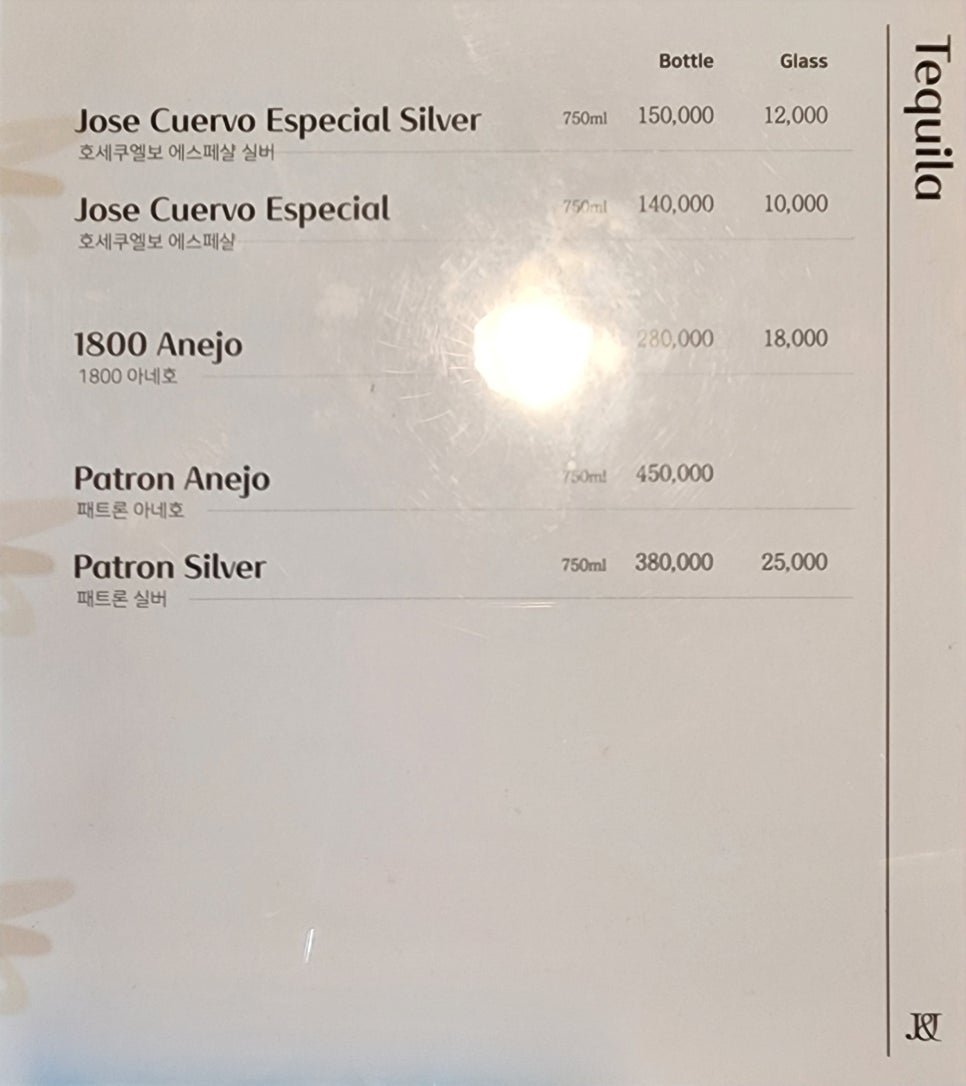 Tequila
Bottle Glass
Jose Cuervo Especial Silver 750ml 150,000 12,000
호세쿠엘보 에스페샬 실버
Jose Cuervo Especial 750ml 140,000 10,000
호세쿠엘보 에스페샬
1800 Anejo 280,000 18,000
1800 아네호
Patron Anejo 750ml 450,000
패트론 아네호
Patron Silver 750ml 380,000 25,000
패트론 실버
J&J